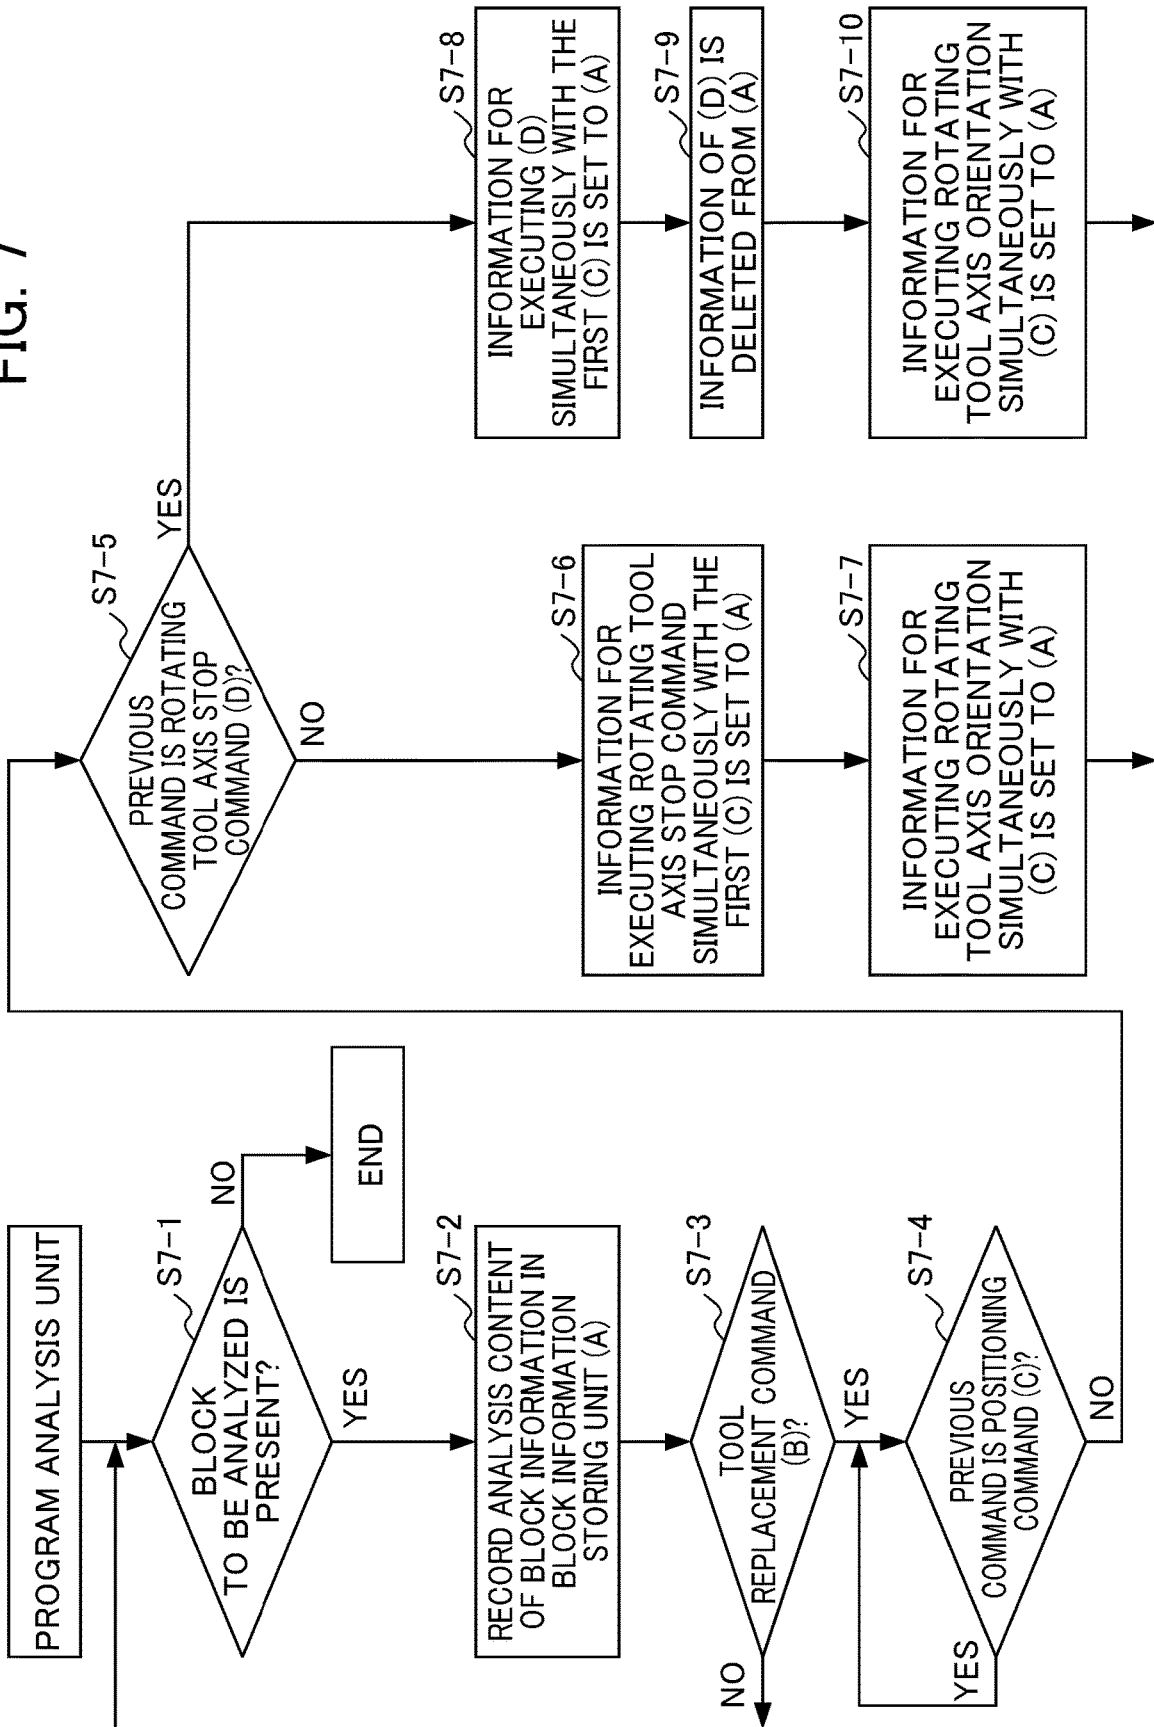 FIG. 7
PROGRAM ANALYSIS UNIT
S7-1
BLOCK
TO BE ANALYZED IS
PRESENT?
NO
END
YES
S7-2
RECORD ANALYSIS CONTENT
OF BLOCK INFORMATION IN
BLOCK INFORMATION
STORING UNIT (A)
S7-3
TOOL
REPLACEMENT COMMAND
(B)?
NO
YES
S7-4
PREVIOUS
COMMAND IS POSITIONING
COMMAND (C)?
YES
NO
S7-5
PREVIOUS
COMMAND IS ROTATING
TOOL AXIS STOP
COMMAND (D)?
YES
NO
S7-6
INFORMATION FOR
EXECUTING ROTATING TOOL
AXIS STOP COMMAND
SIMULTANEOUSLY WITH THE
FIRST (C) IS SET TO (A)
S7-7
INFORMATION FOR
EXECUTING ROTATING
TOOL AXIS ORIENTATION
SIMULTANEOUSLY WITH
(C) IS SET TO (A)
S7-8
INFORMATION FOR
EXECUTING (D)
SIMULTANEOUSLY WITH THE
FIRST (C) IS SET TO (A)
S7-9
INFORMATION OF (D) IS
DELETED FROM (A)
S7-10
INFORMATION FOR
EXECUTING ROTATING
TOOL AXIS ORIENTATION
SIMULTANEOUSLY WITH
(C) IS SET TO (A)